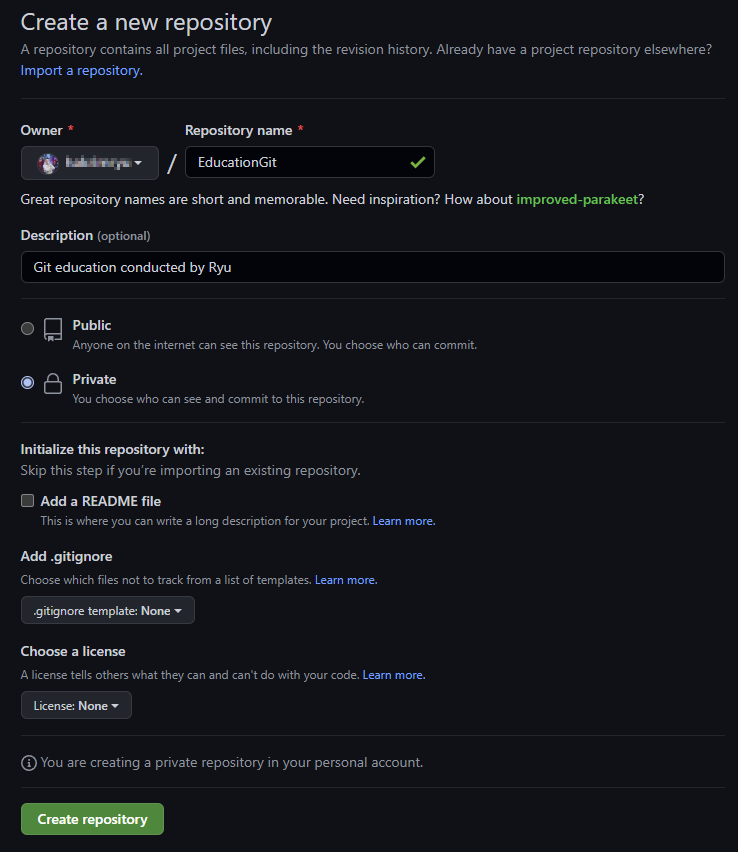 Create a new repository
A repository contains all project files, including the revision history. Already have a project repository elsewhere?
Import a repository.
Owner *
Repository name *
/
EducationGit
Great repository names are short and memorable. Need inspiration? How about improved-parakeet?
Description (optional)
Git education conducted by Ryu
Public
Anyone on the internet can see this repository. You choose who can commit.
Private
You choose who can see and commit to this repository.
Initialize this repository with:
Skip this step if you're importing an existing repository.
Add a README file
This is where you can write a long description for your project. Learn more.
Add .gitignore
Choose which files not to track from a list of templates. Learn more.
.gitignore template: None
Choose a license
A license tells others what they can and can't do with your code. Learn more.
License: None
You are creating a private repository in your personal account.
Create repository